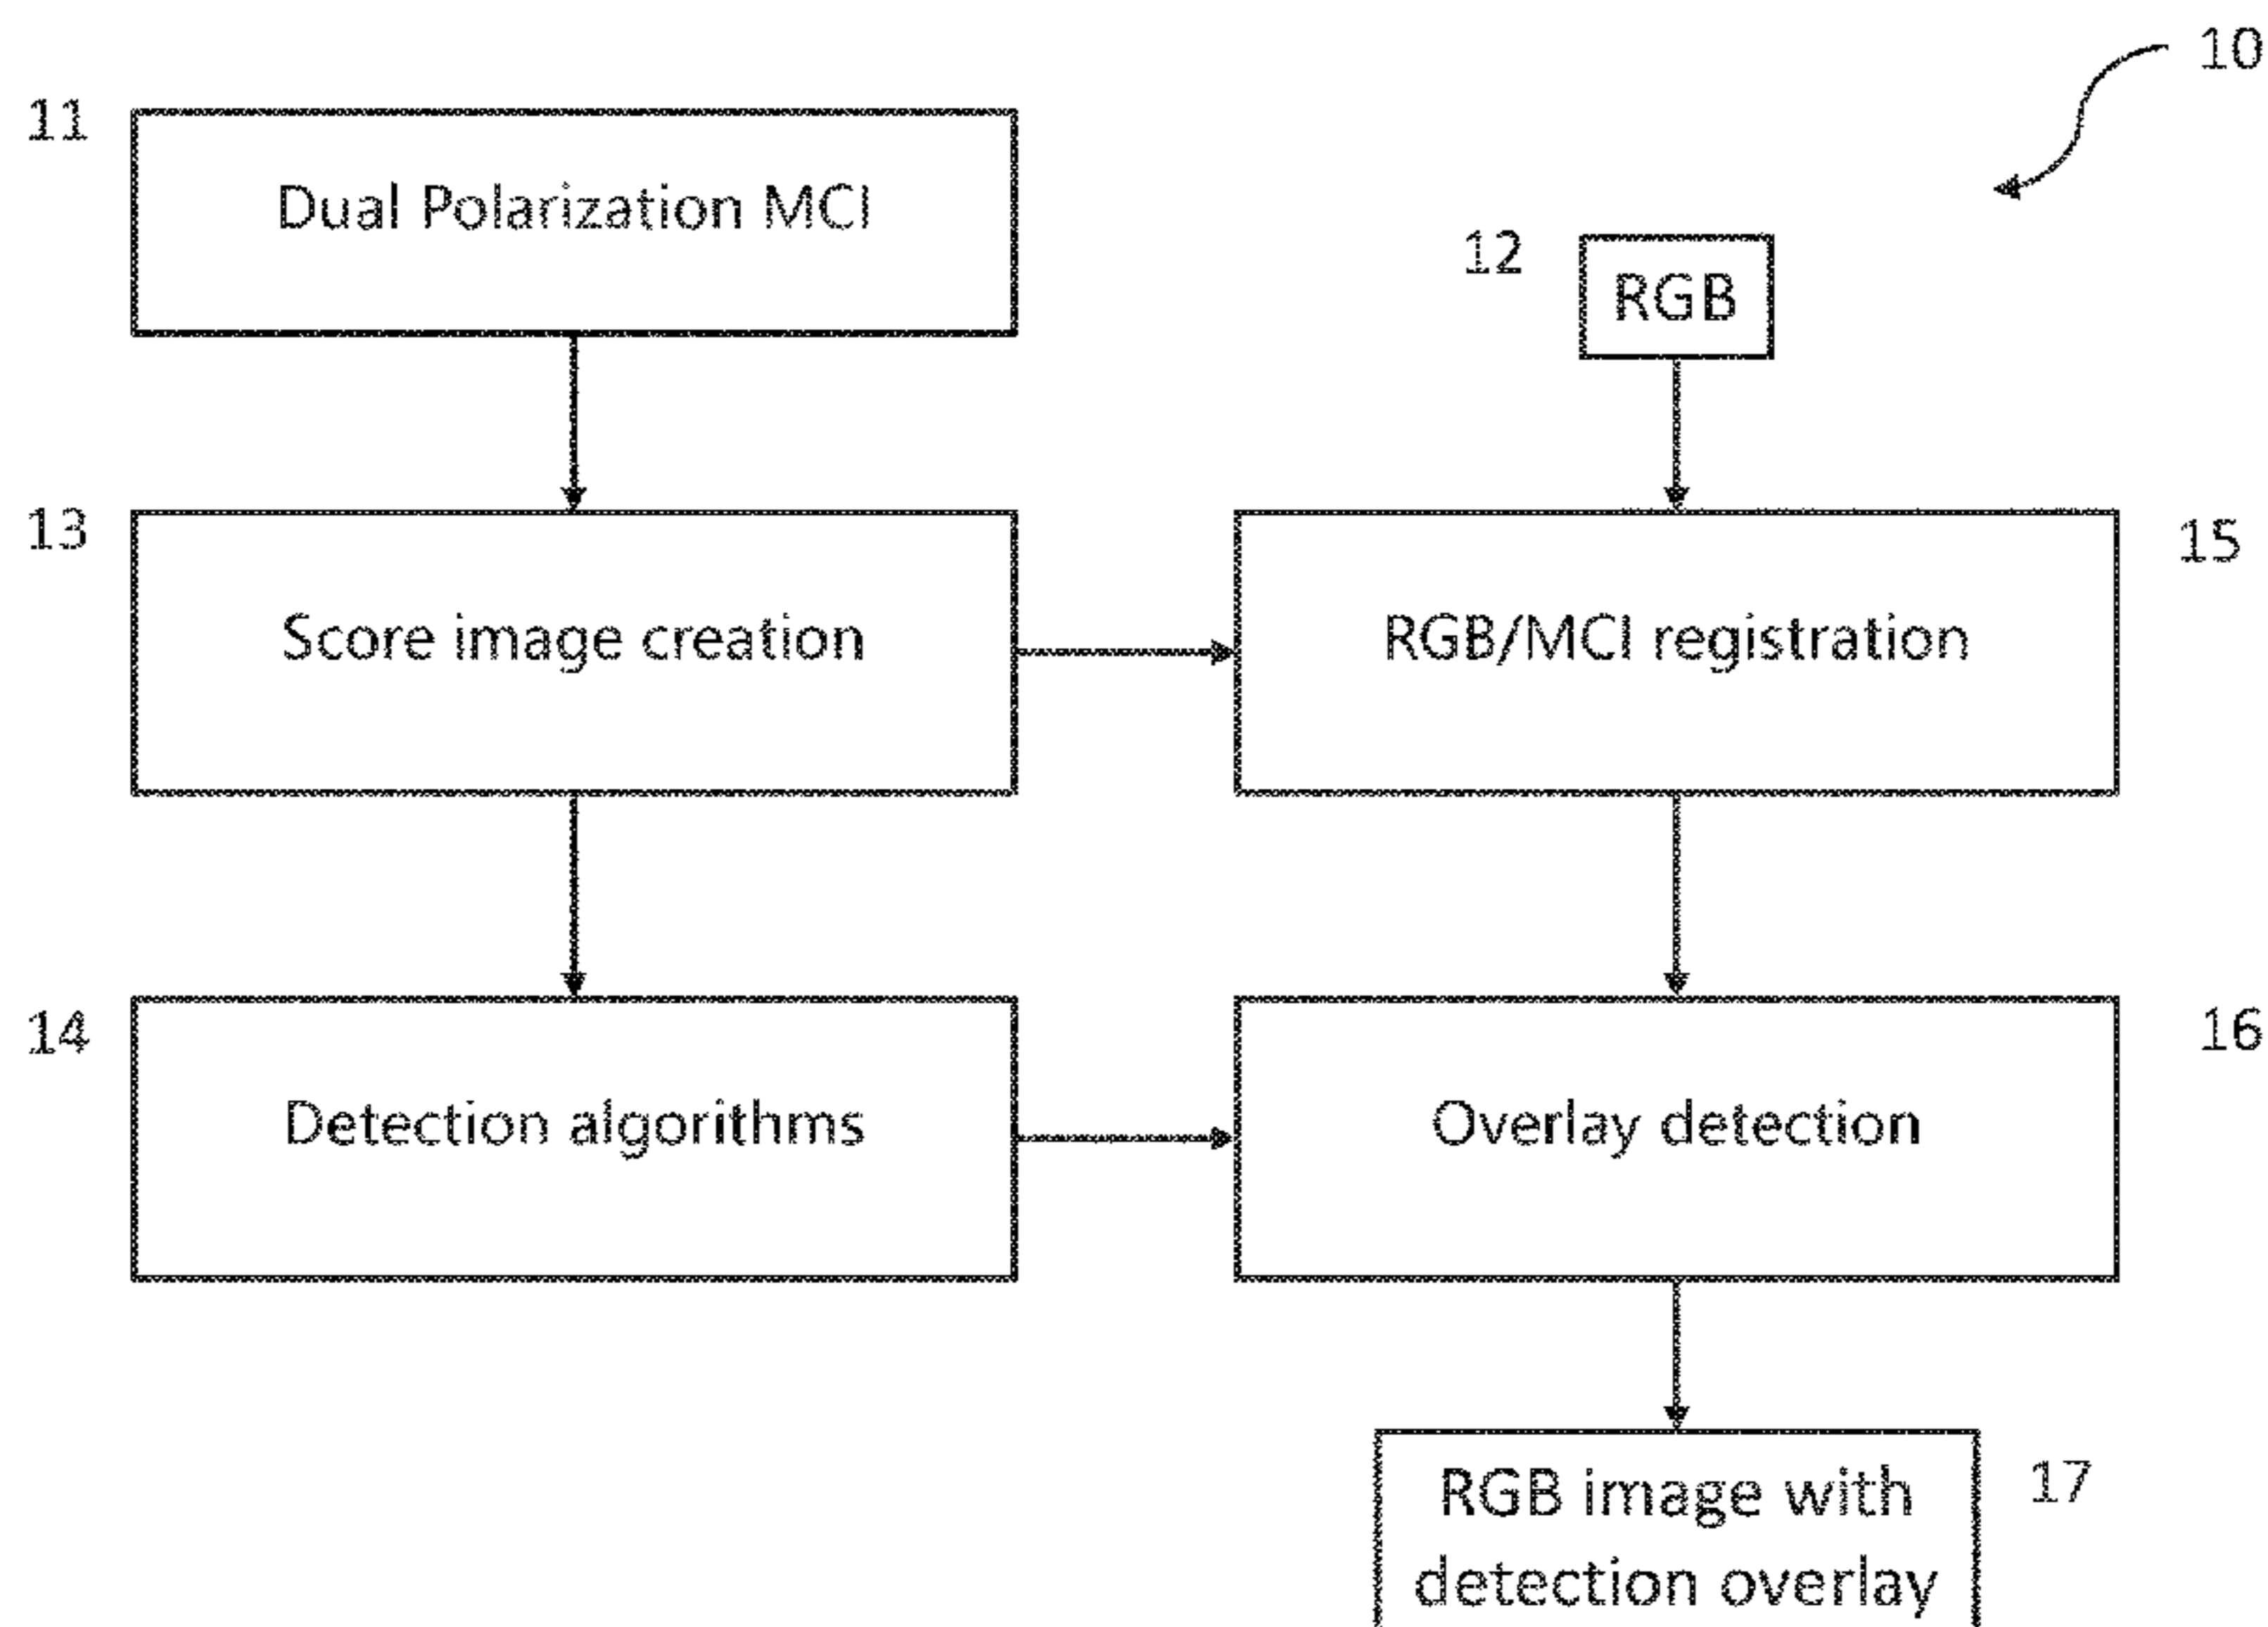 10
11
Dual Polarization MCI
12
RGB
13
Score image creation
RGB/MCI registration
15
14
Detection algorithms
Overlay detection
16
RGB image with
detection overlay
17